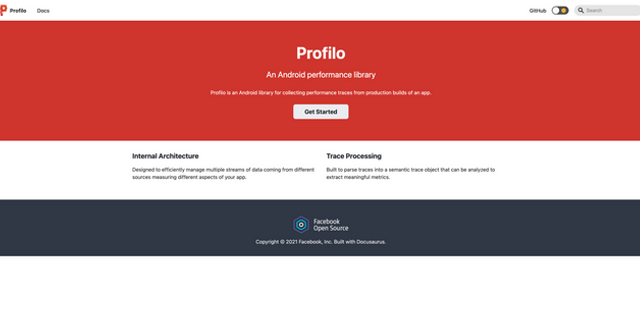 Profilo Docs GitHub Search
Profilo
An Android performance library
Profilo is an Android library for collecting performance traces from production builds of an app.
Get Started
Internal Architecture
Designed to efficiently manage multiple streams of data coming from different
sources measuring different aspects of your app.
Trace Processing
Built to parse traces into a semantic trace object that can be analyzed to
extract meaningful metrics.
Facebook
Open Source
Copyright © 2021 Facebook, Inc. Built with Docusaurus.